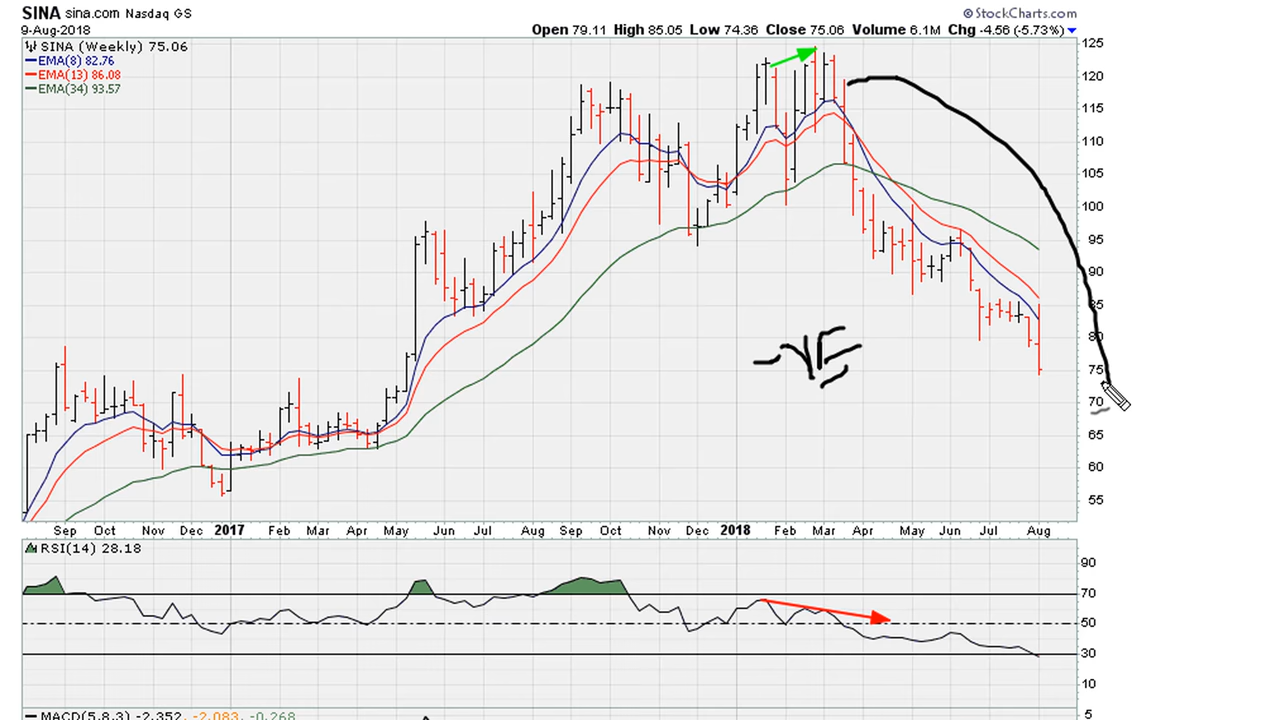 SINA sina.com Nasdaq GS
© StockCharts.com
9-Aug-2018
Open 79.11 High 85.05 Low 74.36 Close 75.06 Volume 6.1M Chg -4.56 (-5.73%)
SINA (Weekly) 75.06
EMA(8) 82.76
EMA(13) 86.08
EMA(34) 93.57
125
120
115
110
105
100
95
90
85
80
75
70
65
60
55
-VE
Sep Oct Nov Dec 2017 Feb Mar Apr May Jun Jul Aug Sep Oct Nov Dec 2018 Feb Mar Apr May Jun Jul Aug
RSI(14) 28.18
90
70
50
30
10
MACD(5,8,3) -2.352, -2.083, -0.268
5